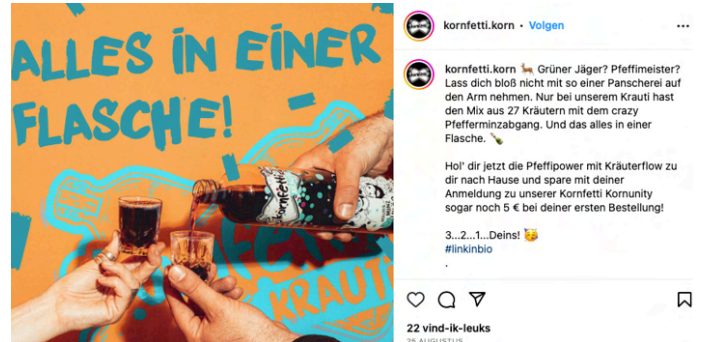 ALLES IN EINER
FLASCHE!
Kornfetti
KRAUTI
kornfetti.korn • Volgen
kornfetti.korn 🦌 Grüner Jäger? Pfeffimeister?
Lass dich bloß nicht mit so einer Panscherei auf
den Arm nehmen. Nur bei unserem Krauti hast
den Mix aus 27 Kräutern mit dem crazy
Pfefferminzabgang. Und das alles in einer
Flasche. 🍾
Hol' dir jetzt die Pfeffipower mit Kräuterflow zu
dir nach Hause und spare mit deiner
Anmeldung zu unserer Kornfetti Kornunity
sogar noch 5 € bei deiner ersten Bestellung!
3...2...1...Deins! 🥳
#linkinbio
.
22 vind-ik-leuks
25 AUGUSTUS